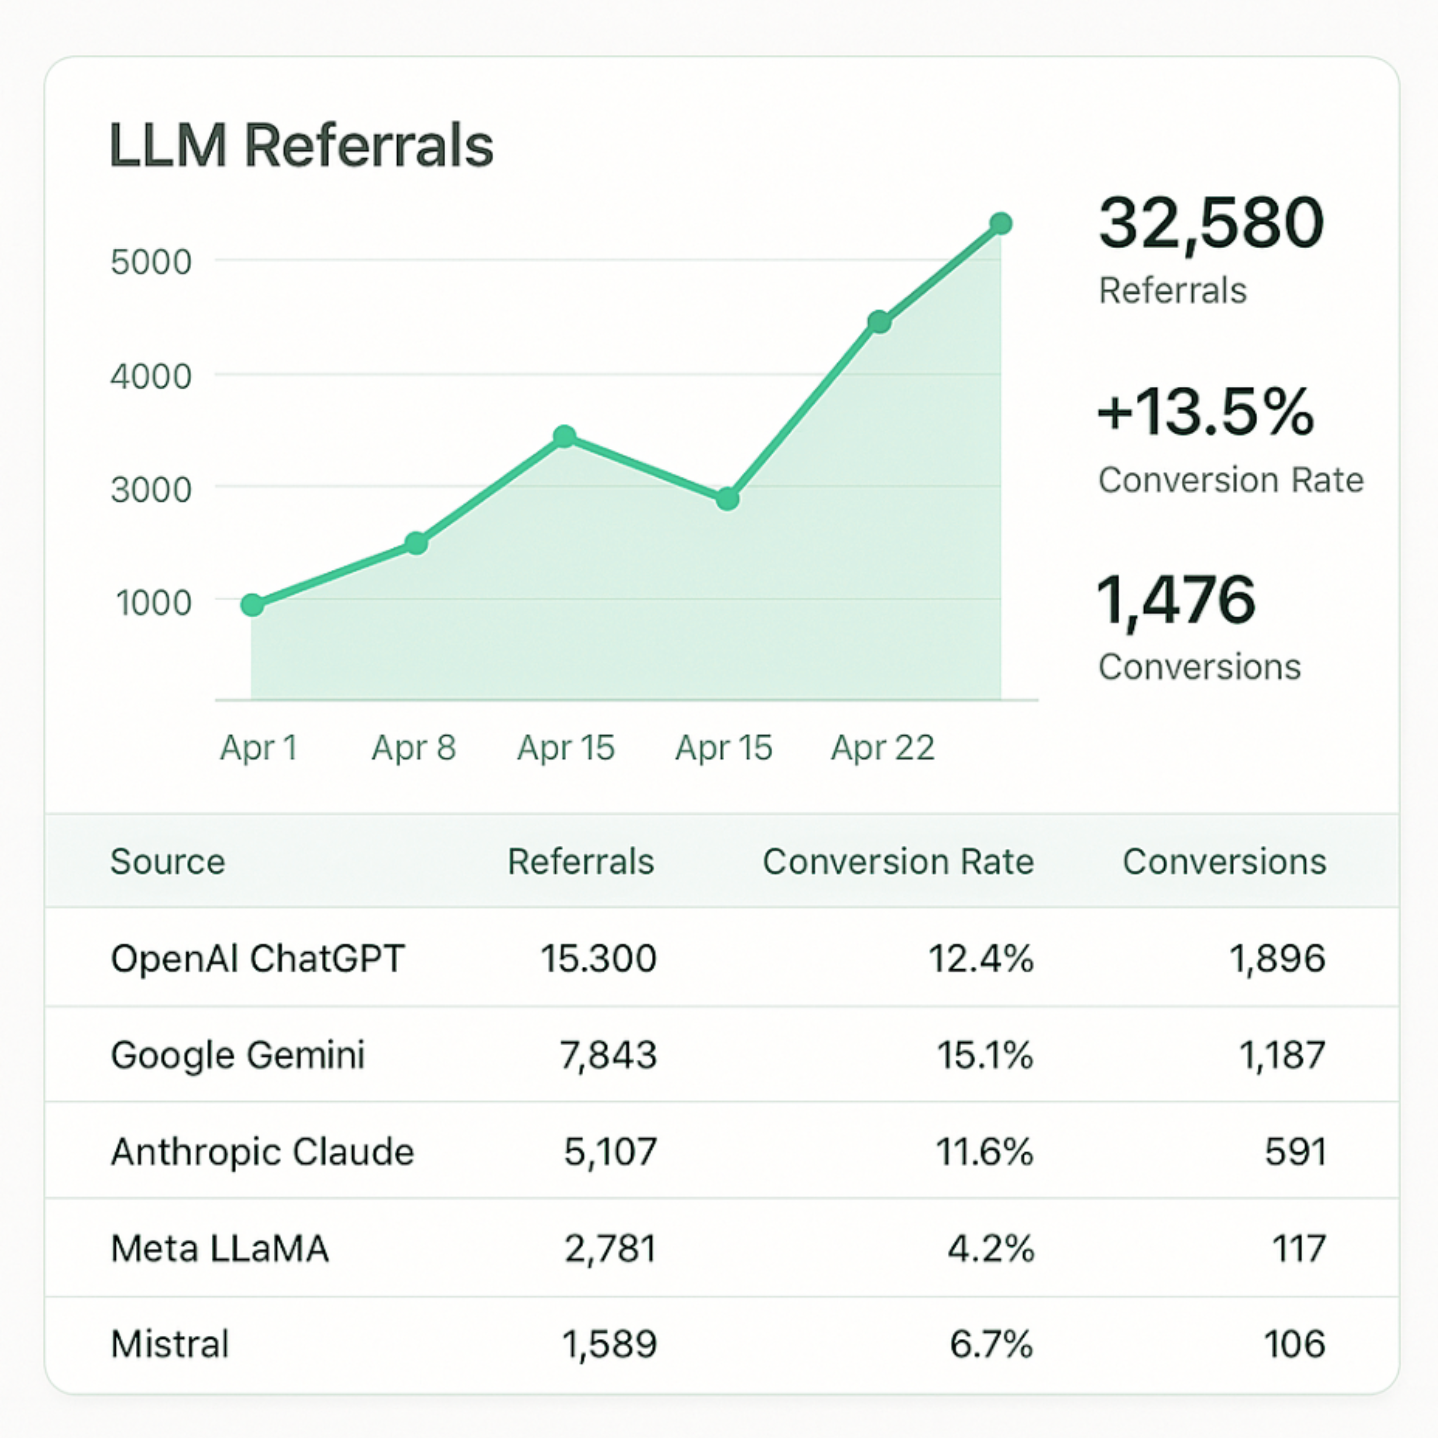 LLM Referrals
5000
4000
3000
1000
Apr 1 Apr 8 Apr 15 Apr 15 Apr 22
32,580
Referrals
+13.5%
Conversion Rate
1,476
Conversions
Source Referrals Conversion Rate Conversions
OpenAI ChatGPT 15.300 12.4% 1,896
Google Gemini 7,843 15.1% 1,187
Anthropic Claude 5,107 11.6% 591
Meta LLaMA 2,781 4.2% 117
Mistral 1,589 6.7% 106